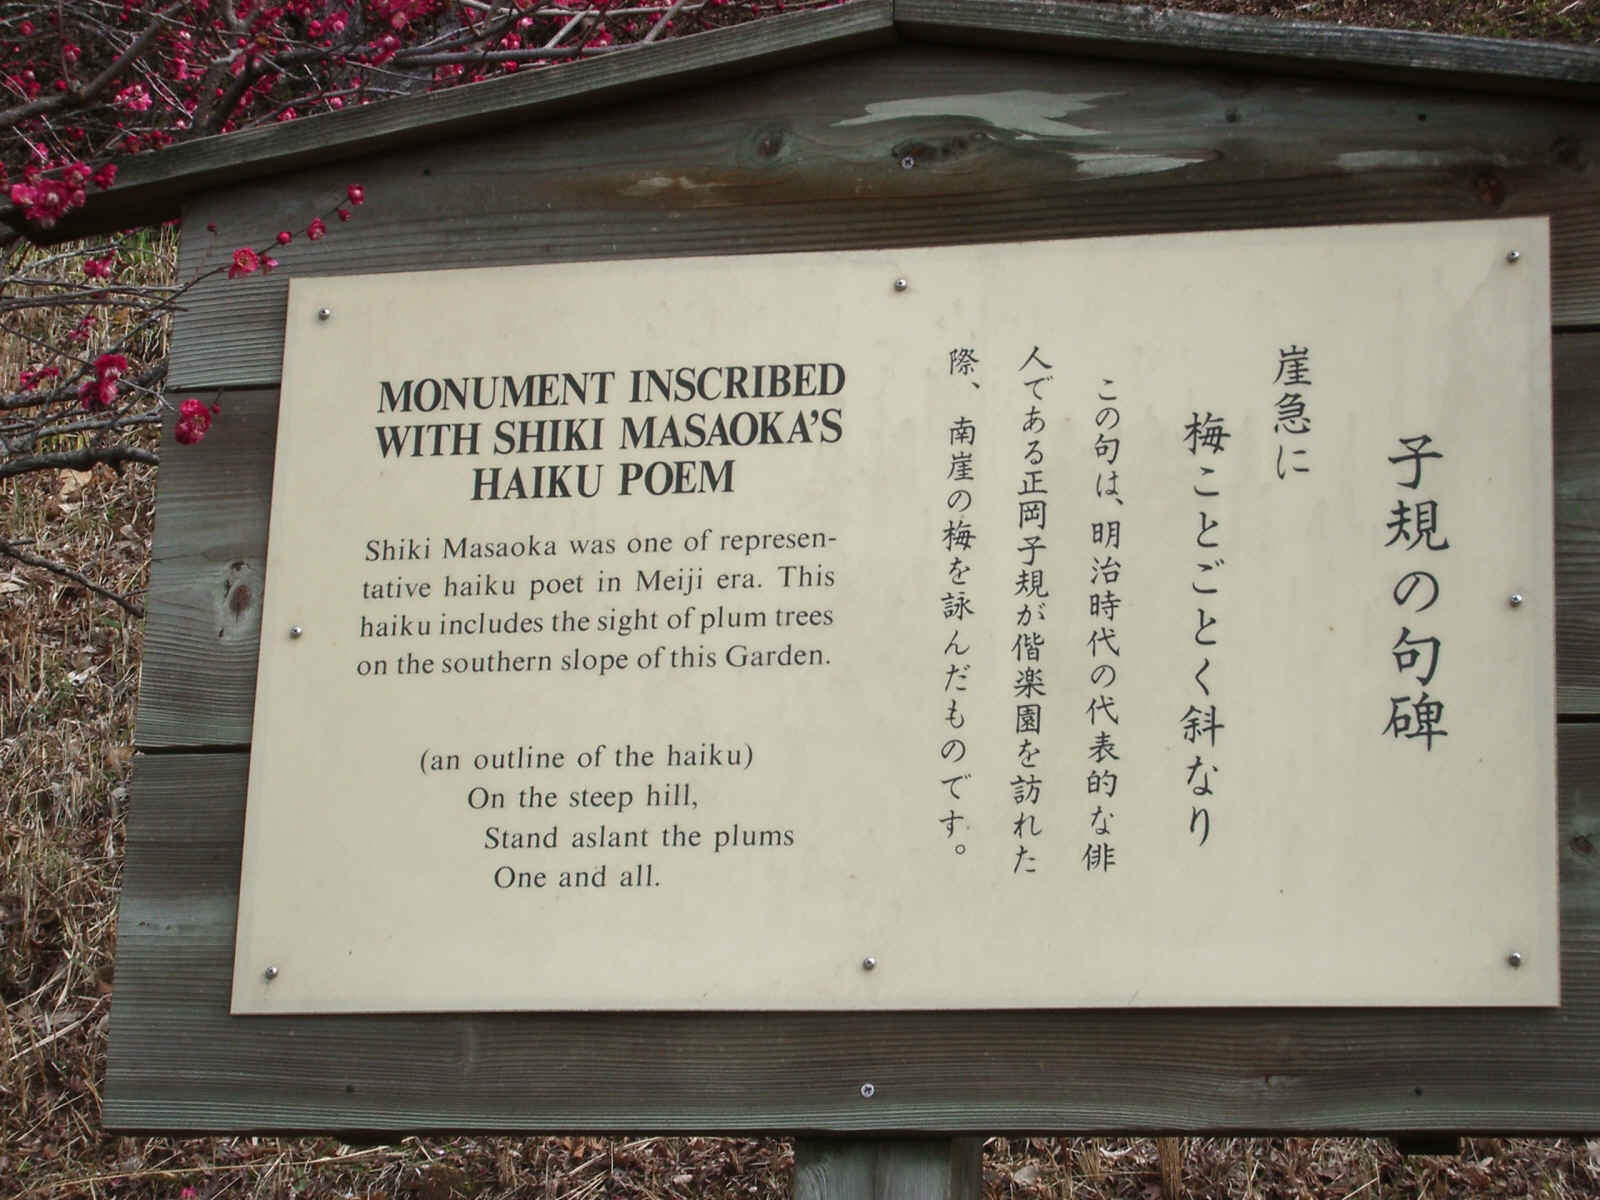 MONUMENT INSCRIBED
WITH SHIKI MASAOKA'S
HAIKU POEM
Shiki Masaoka was one of represen-
tative haiku poet in Meiji era. This
haiku includes the sight of plum trees
on the southern slope of this Garden.
(an outline of the haiku)
On the steep hill,
Stand aslant the plums
One and all.
子規の句碑
崖急に
梅ことごとく斜なり
この句は、明治時代の代表的な俳
人である正岡子規が偕楽園を訪れた
際、南崖の梅を詠んだものです。